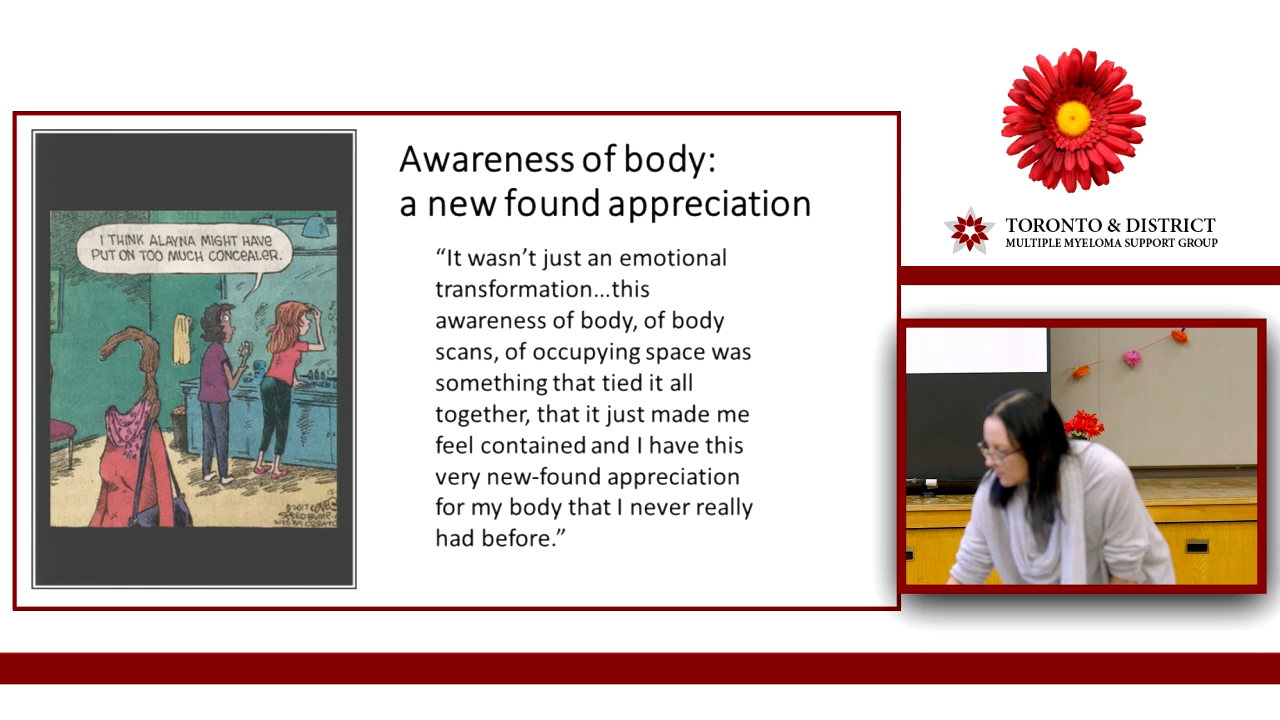 I THINK ALAYNA MIGHT HAVE
PUT ON TOO MUCH CONCEALER.
Awareness of body:
a new found appreciation
“It wasn’t just an emotional
transformation...this
awareness of body, of body
scans, of occupying space was
something that tied it all
together, that it just made me
feel contained and I have this
very new-found appreciation
for my body that I never really
had before.”
TORONTO & DISTRICT
MULTIPLE MYELOMA SUPPORT GROUP